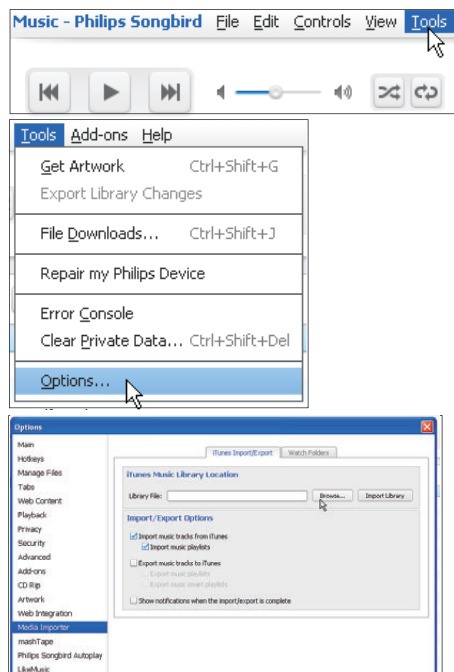 Music - Philips Songbird File Edit Controls View Tools
Tools Add-ons Help
Get Artwork Ctrl+Shift+G
Export Library Changes
File Downloads... Ctrl+Shift+J
Repair my Philips Device
Error Console
Clear Private Data... Ctrl+Shift+Del
Options...
Options
Main
Hotkeys
Manage Files
Tabs
Web Content
Playback
Privacy
Security
Advanced
Add-ons
CD Rip
Artwork
Web Integration
Media Importer
mashTape
Philips Songbird Autoplay
LikeMusic
iTunes Import/Export Watch Folders
iTunes Music Library Location
Library File: Browse... Import Library
Import/Export Options
Import music tracks from iTunes
Import music playlists
Export music tracks to iTunes
Export music playlists
Export music smart playlists
Show notifications when the import/export is complete